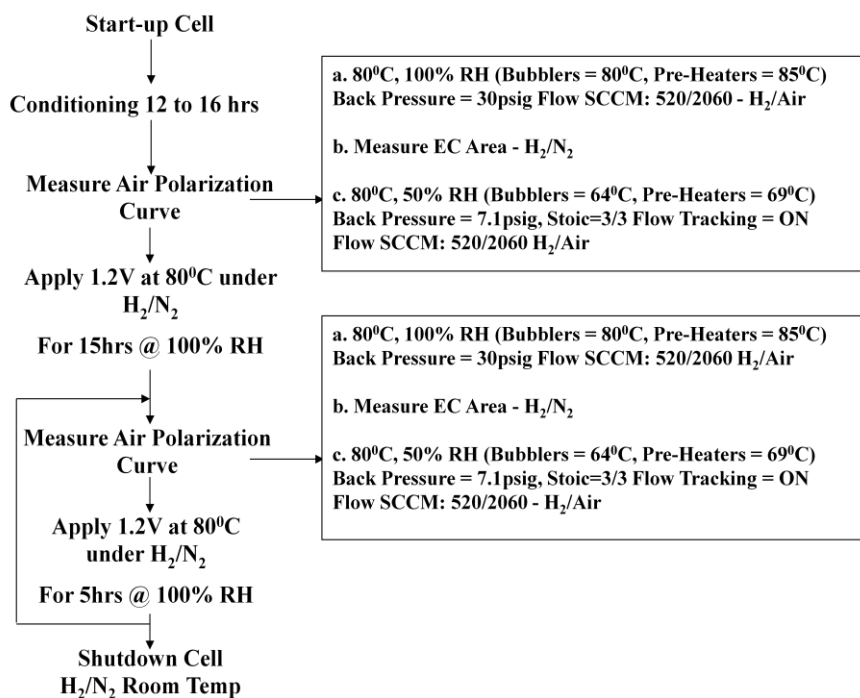 Start-up Cell
Conditioning 12 to 16 hrs
Measure Air Polarization
Curve
a. 80⁰C, 100% RH (Bubblers = 80⁰C, Pre-Heaters = 85⁰C)
Back Pressure = 30psig Flow SCCM: 520/2060 - H₂/Air
b. Measure EC Area - H₂/N₂
c. 80⁰C, 50% RH (Bubblers = 64⁰C, Pre-Heaters = 69⁰C)
Back Pressure = 7.1psig, Stoic=3/3 Flow Tracking = ON
Flow SCCM: 520/2060 H₂/Air
Apply 1.2V at 80⁰C under
H₂/N₂
For 15hrs @ 100% RH
Measure Air Polarization
Curve
a. 80⁰C, 100% RH (Bubblers = 80⁰C, Pre-Heaters = 85⁰C)
Back Pressure = 30psig Flow SCCM: 520/2060 H₂/Air
b. Measure EC Area - H₂/N₂
c. 80⁰C, 50% RH (Bubblers = 64⁰C, Pre-Heaters = 69⁰C)
Back Pressure = 7.1psig, Stoic=3/3 Flow Tracking = ON
Flow SCCM: 520/2060 - H₂/Air
Apply 1.2V at 80⁰C
under H₂/N₂
For 5hrs @ 100% RH
Shutdown Cell
H₂/N₂ Room Temp